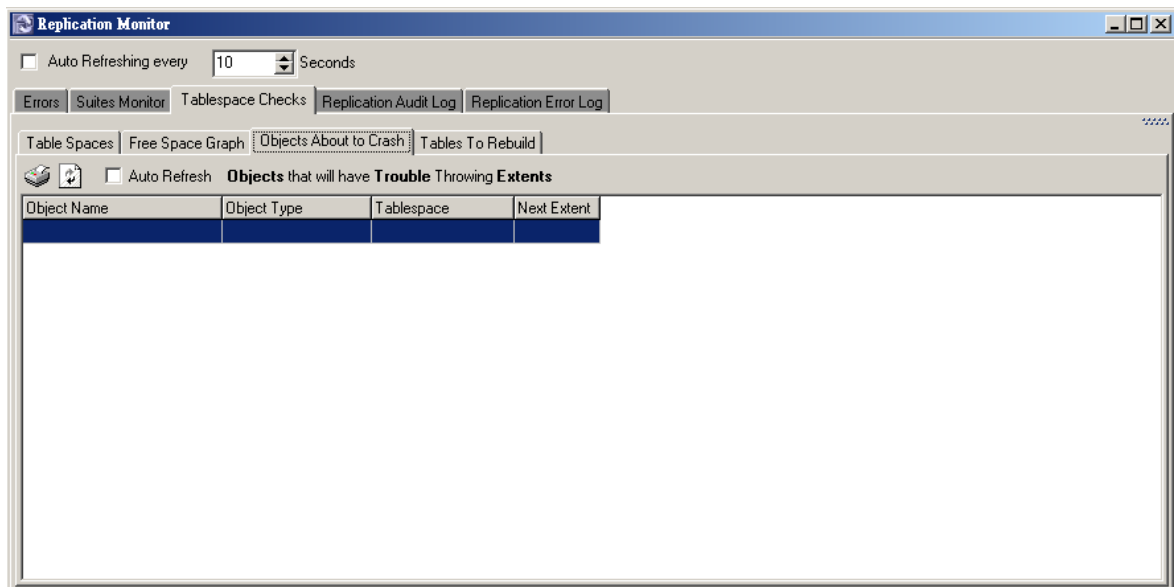 Replication Monitor
Auto Refreshing every 10 Seconds
Errors Suites Monitor Tablespace Checks Replication Audit Log Replication Error Log
Table Spaces Free Space Graph Objects About to Crash Tables To Rebuild
Auto Refresh Objects that will have Trouble Throwing Extents
Object Name Object Type Tablespace Next Extent